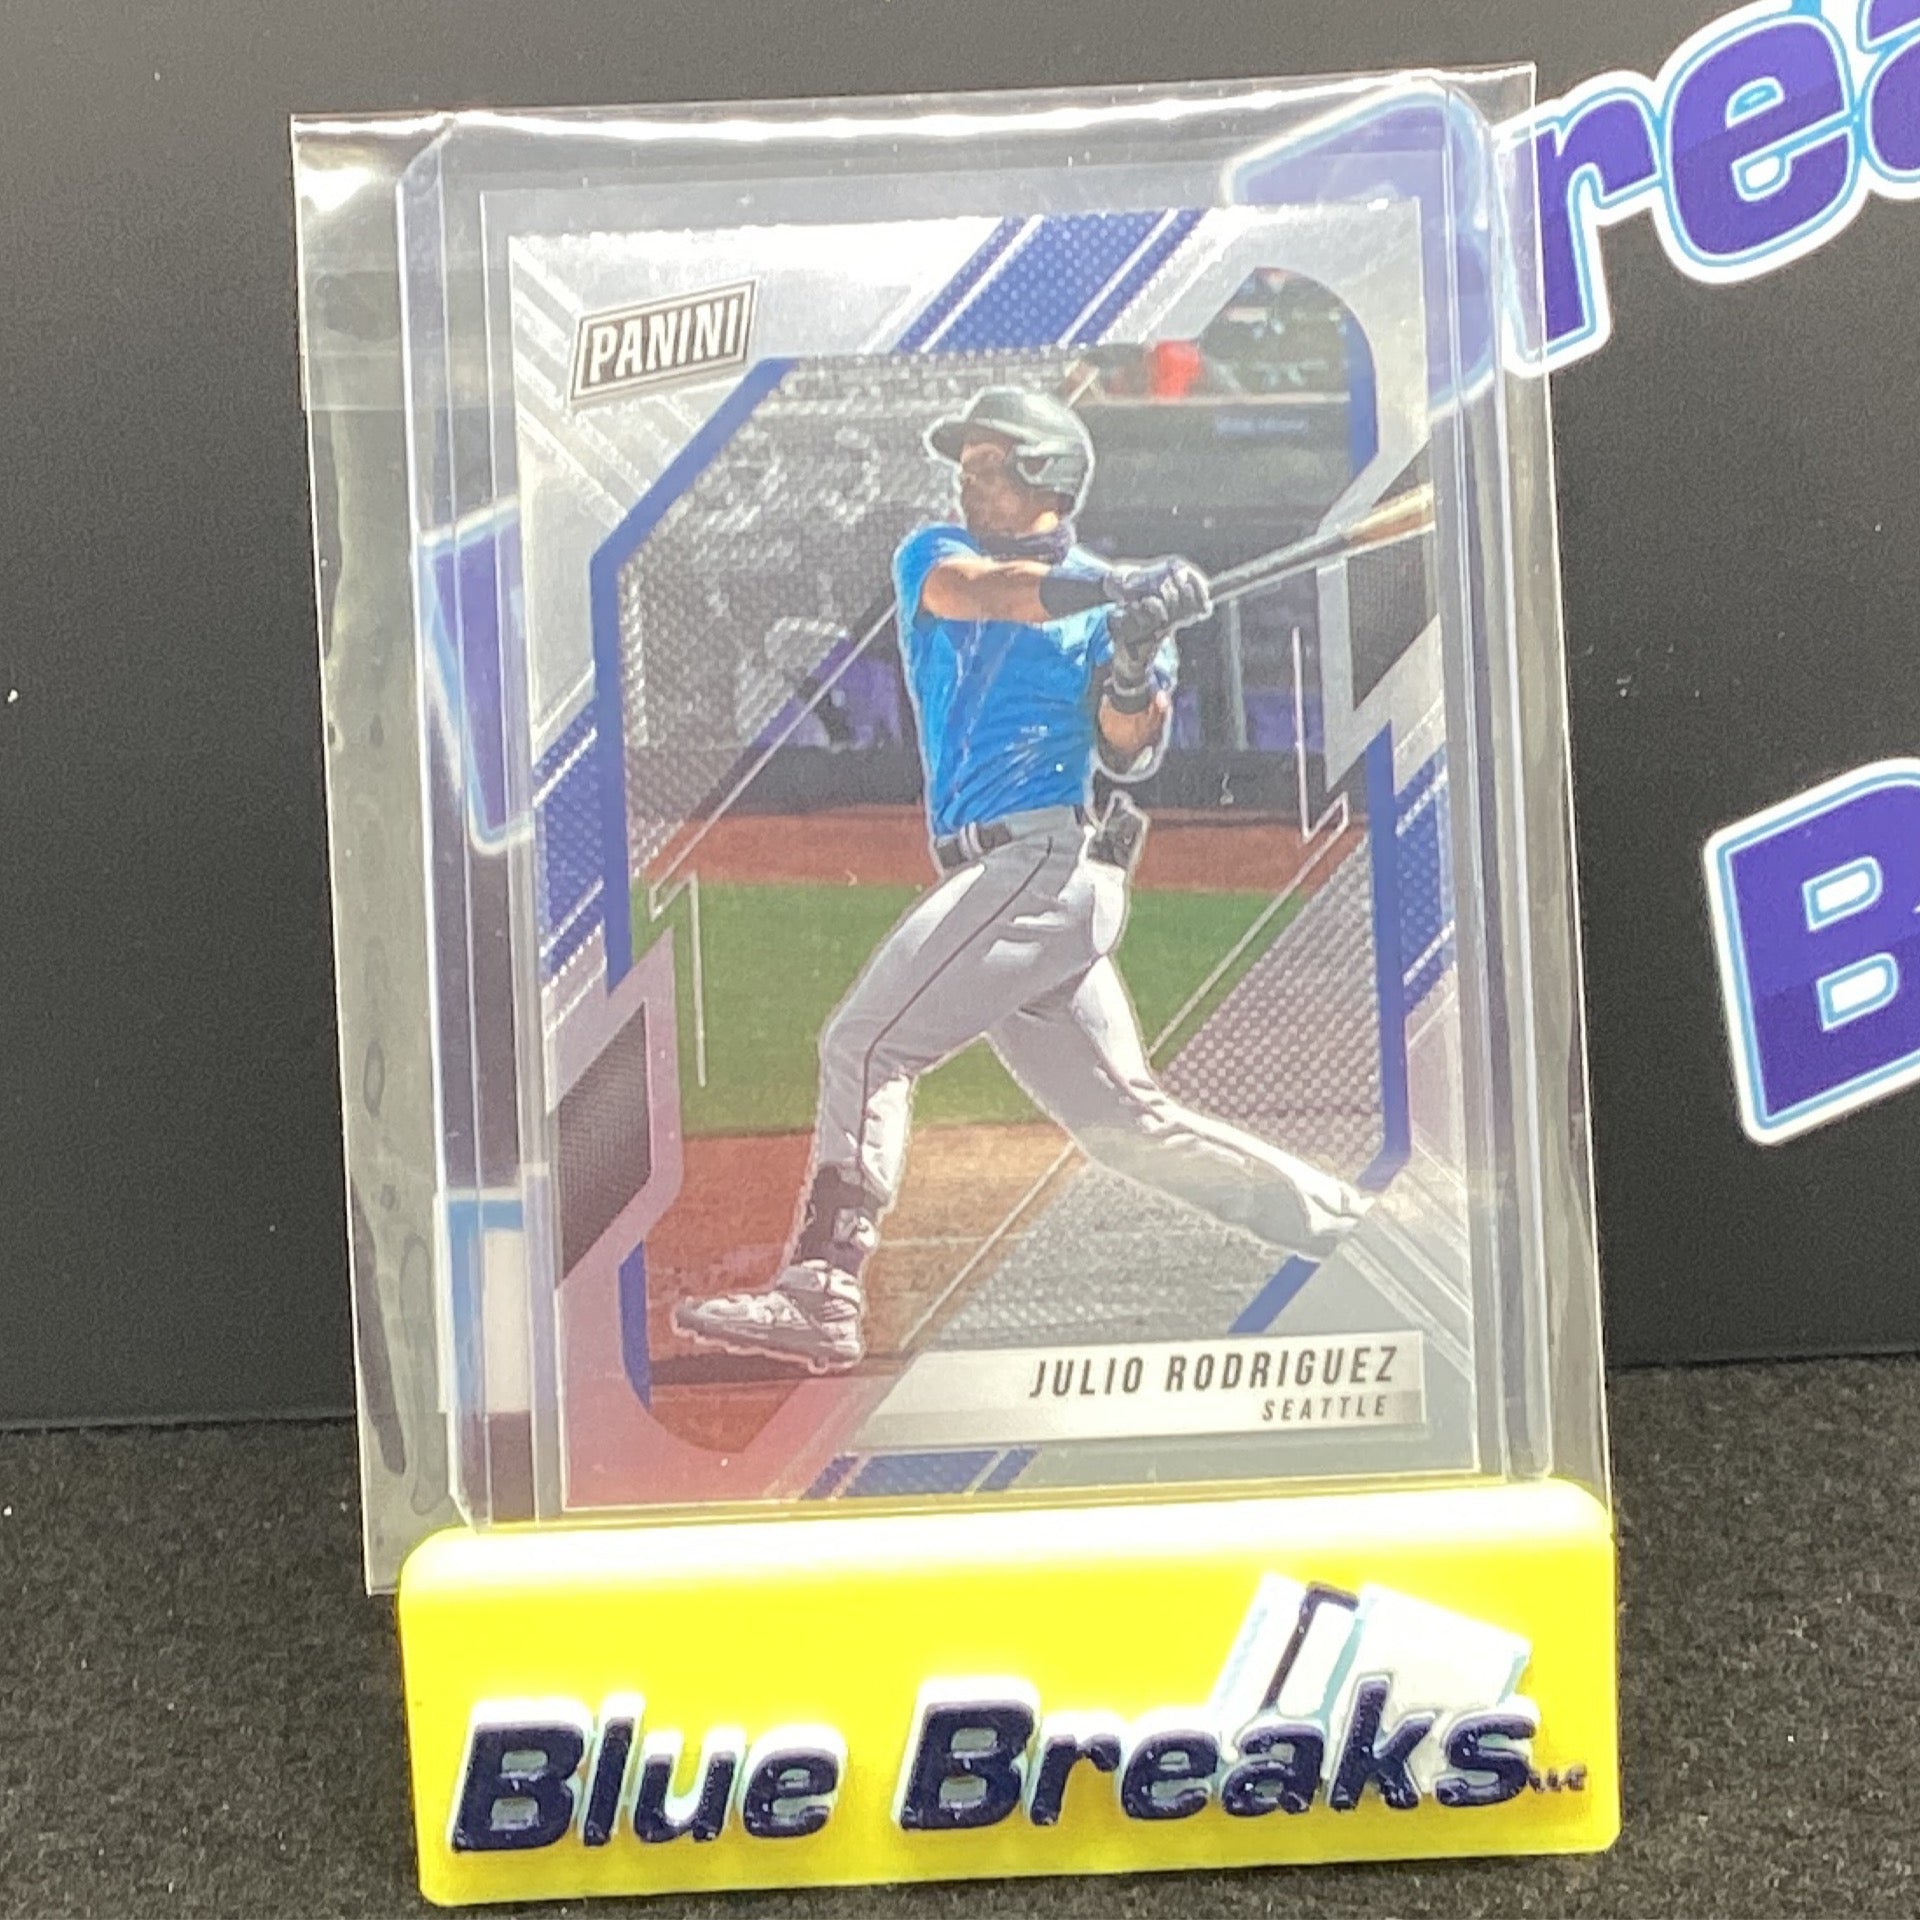 PANINI
JULIO RODRIGUEZ
SEATTLE
Blue Breaks